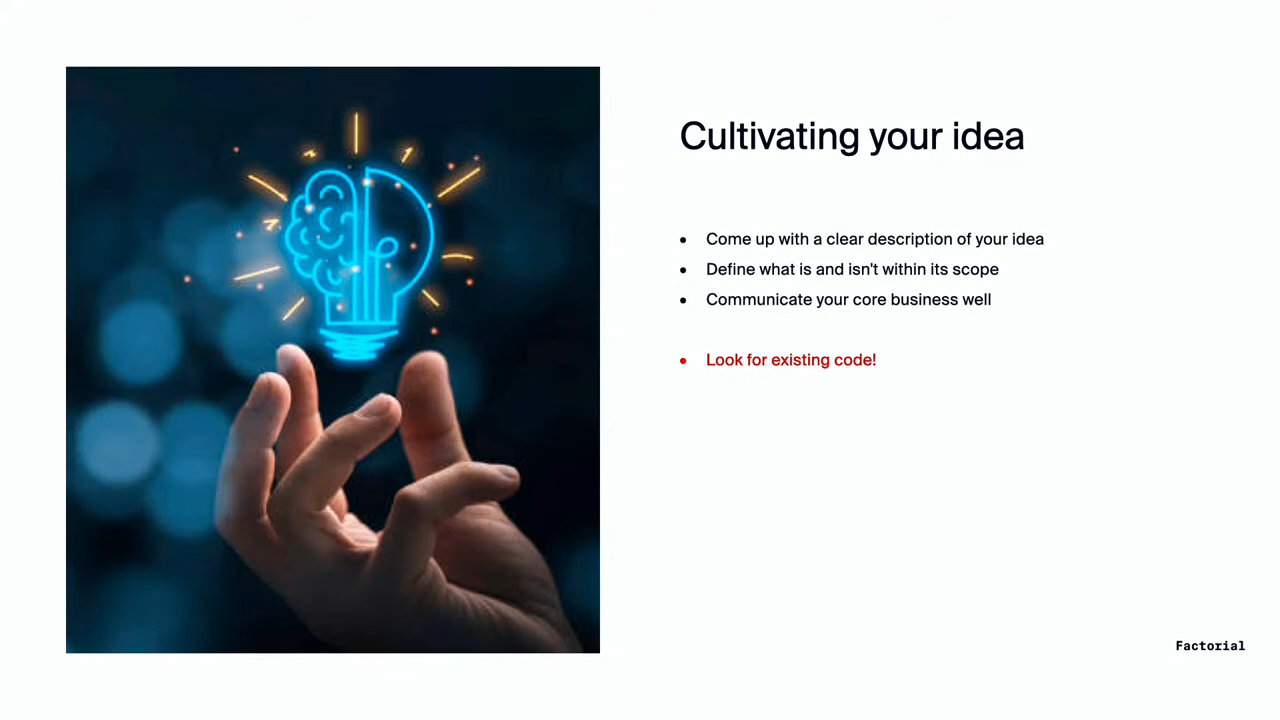 Cultivating your idea
• Come up with a clear description of your idea
• Define what is and isn't within its scope
• Communicate your core business well
• Look for existing code!
Factorial